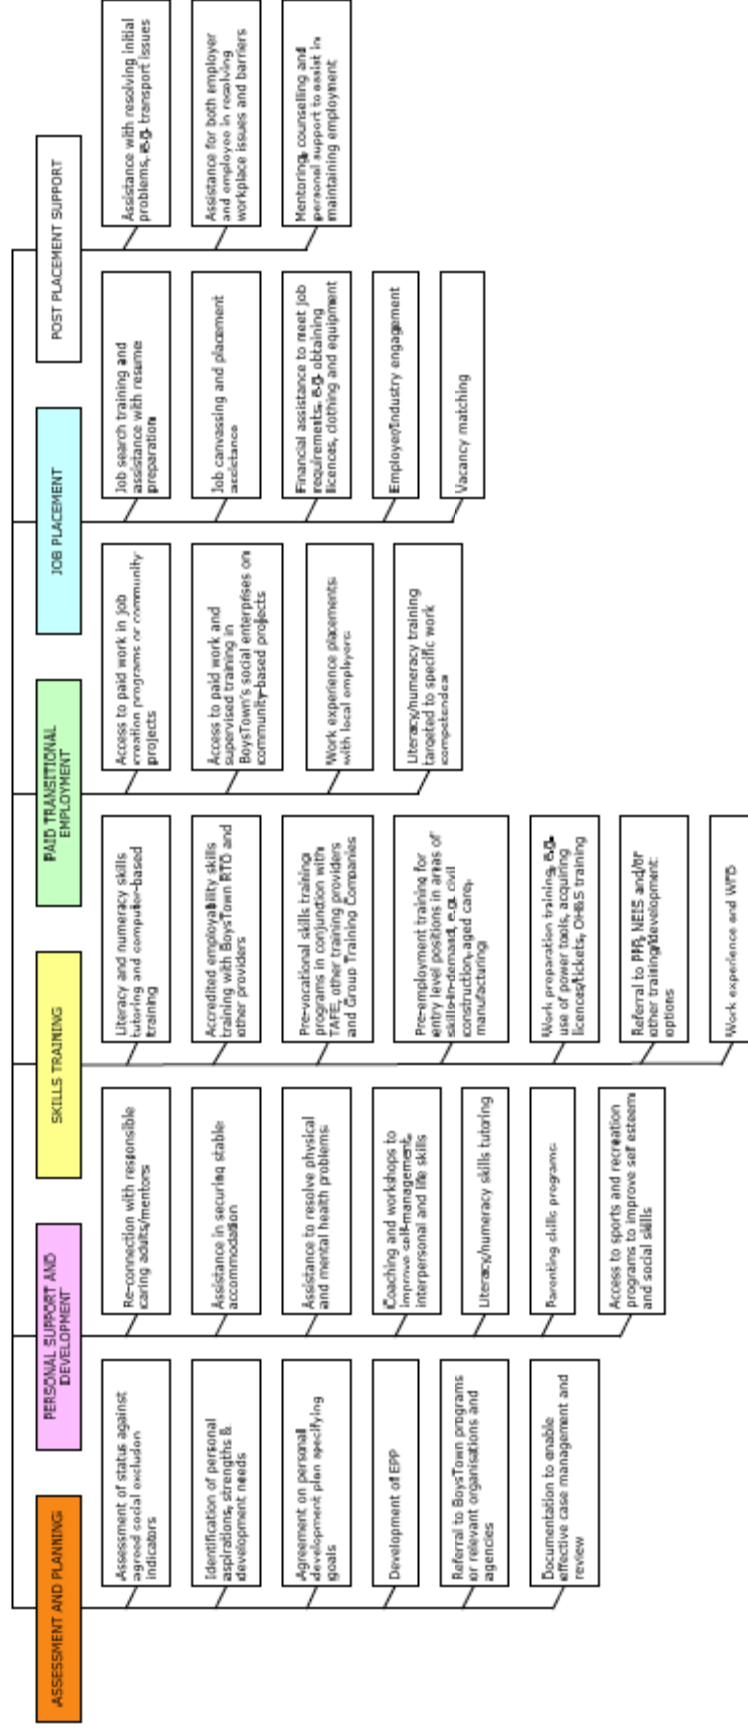 ASSESSMENT AND PLANNING
Assessment of status against
agreed social exclusion
indicators
Identification of personal
aspirations, strengths &
development needs
Agreement on personal
development plan specifying
goals
Development of EPP
Referral to BoysTown programs
or relevant organisations and
agencies
Documentation to enable
effective case management and
review
PERSONAL SUPPORT AND
DEVELOPMENT
Re-connection with responsible
caring adults/mentors
Assistance in securing stable
accommodation
Assistance to resolve physical
and mental health problems
Coaching and workshops to
improve self-management,
interpersonal and life skills
Literacy/numeracy skills tutoring
Parenting skills programs
Access to sports and recreation
programs to improve self esteem
and social skills
SKILLS TRAINING
Literacy and numeracy skills
tutoring and computer-based
training
Accredited employability skills
training with BoysTown RTO and
other providers
Pre-vocational skills training
programs in conjunction with
TAFE, other training providers
and Group Training Companies
Pre-employment training for
entry level positions in areas of
skills-in-demand, e.g. civil
construction, aged care,
manufacturing
Work preparation training, e.g.
use of power tools, acquiring
licences/tickets, OH&S training
Referral to PPP, NEIS and/or
other training/development
options
Work experience and WFD
PAID TRANSITIONAL
EMPLOYMENT
Access to paid work in job
creation programs or community
projects
Access to paid work and
supervised training in
BoysTown's social enterprises on
community-based projects
Work experience placements
with local employers
Literacy/numeracy training
targeted to specific work
competencies
JOB PLACEMENT
Job search training and
assistance with resume
preparation
Job canvassing and placement
assistance
Financial assistance to meet job
requirements, e.g. obtaining
licences, clothing and equipment
Employer/Industry engagement
Vacancy matching
POST PLACEMENT SUPPORT
Assistance with resolving initial
problems, e.g. transport issues
Assistance for both employer
and employee in resolving
workplace issues and barriers
Mentoring, counselling and
personal support to assist in
maintaining employment